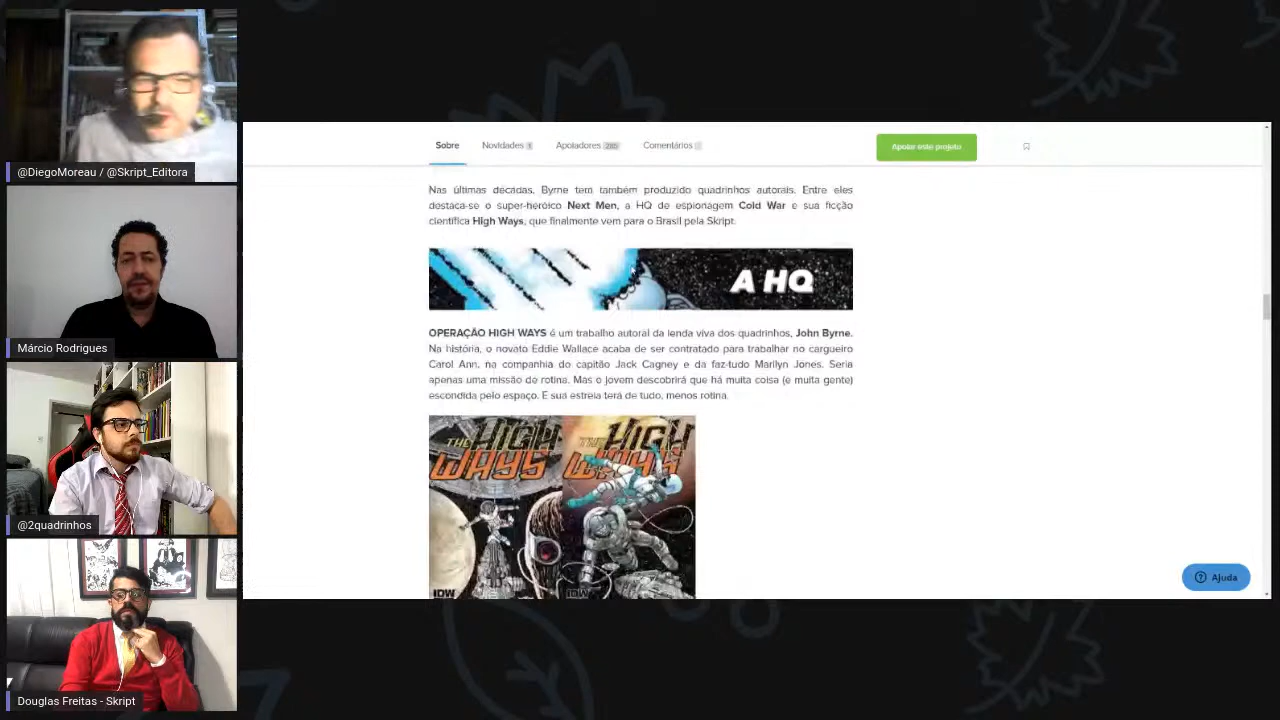 @DiegoMoreau / @Skript_Editora
Márcio Rodrigues
@2quadrinhos
Douglas Freitas - Skript
Sobre Novidades 1 Apoiadores 285 Comentários
Apoiar este projeto
Nas últimas décadas, Byrne tem também produzido quadrinhos autorais. Entre eles
destaca-se o super-heróico Next Men, a HQ de espionagem Cold War e sua ficção
científica High Ways, que finalmente vem para o Brasil pela Skript.
A HQ
OPERAÇÃO HIGH WAYS é um trabalho autoral da lenda viva dos quadrinhos, John Byrne.
Na história, o novato Eddie Wallace acaba de ser contratado para trabalhar no cargueiro
Carol Ann, na companhia do capitão Jack Cagney e da faz-tudo Marilyn Jones. Seria
apenas uma missão de rotina. Mas o jovem descobrirá que há muita coisa (e muita gente)
escondida pelo espaço. E sua estreia terá de tudo, menos rotina.
THE HIGH
WAYS
IDW
THE HIGH
WAYS
IDW
Ajuda